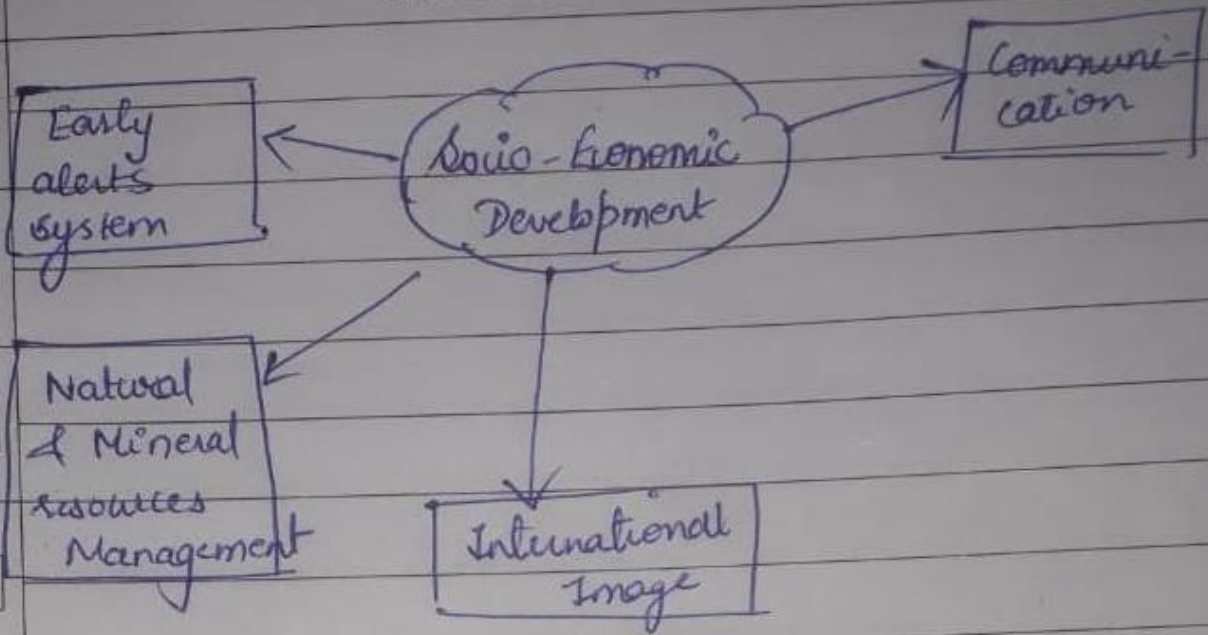 Communi-
cation
Early
alerts
system
Socio-Economic
Development
Natural
& Mineral
resources
Management
International
Image